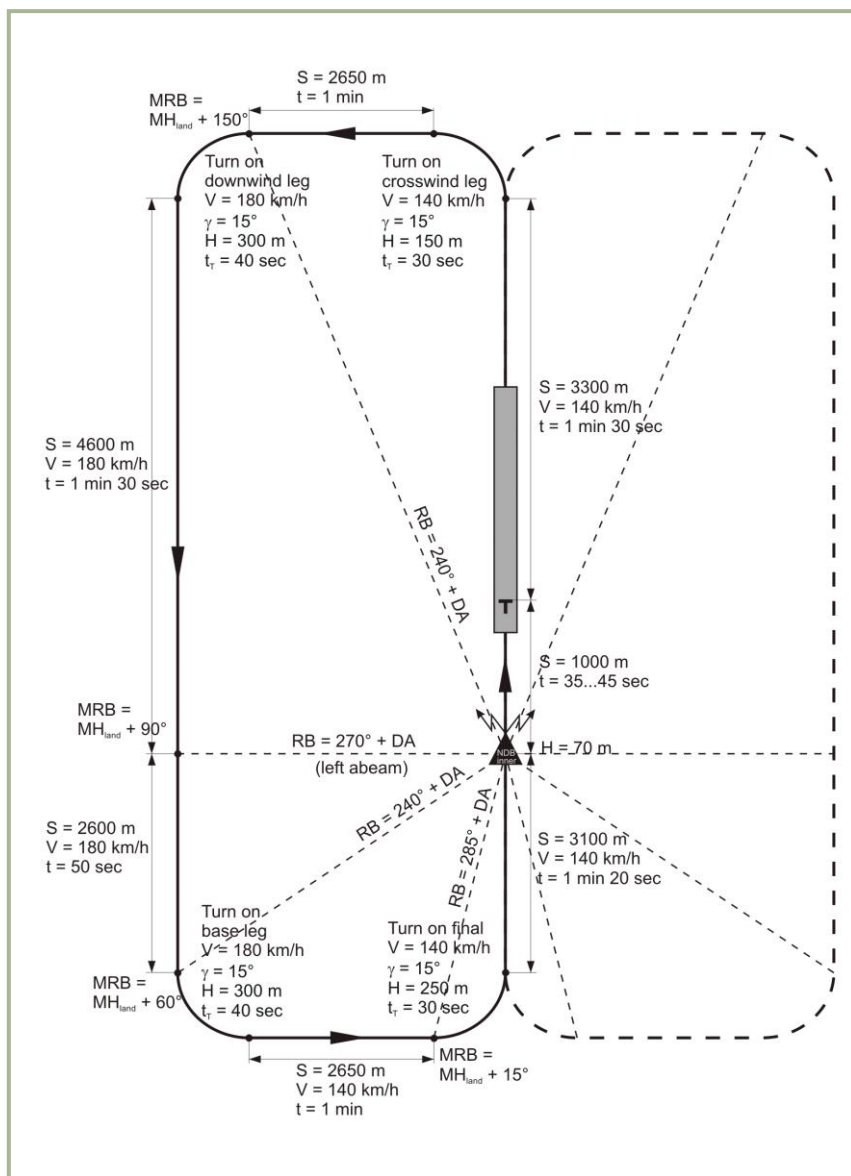 S = 2650 m
t = 1 min
MRB =
MHland + 150°
Turn on
downwind leg
V = 180 km/h
γ = 15°
H = 300 m
tT = 40 sec
Turn on
crosswind leg
V = 140 km/h
γ = 15°
H = 150 m
tT = 30 sec
S = 3300 m
V = 140 km/h
t = 1 min 30 sec
S = 4600 m
V = 180 km/h
t = 1 min 30 sec
RB = 240° + DA
T
S = 1000 m
t = 35...45 sec
MRB =
MHland + 90°
RB = 270° + DA
(left abeam)
NDB
inner
H = 70 m
RB = 240° + DA
RB = 285° + DA
S = 2600 m
V = 180 km/h
t = 50 sec
S = 3100 m
V = 140 km/h
t = 1 min 20 sec
Turn on
base leg
V = 180 km/h
γ = 15°
H = 300 m
tT = 40 sec
Turn on final
V = 140 km/h
γ = 15°
H = 250 m
tT = 30 sec
MRB =
MHland + 60°
S = 2650 m
V = 140 km/h
t = 1 min
MRB =
MHland + 15°